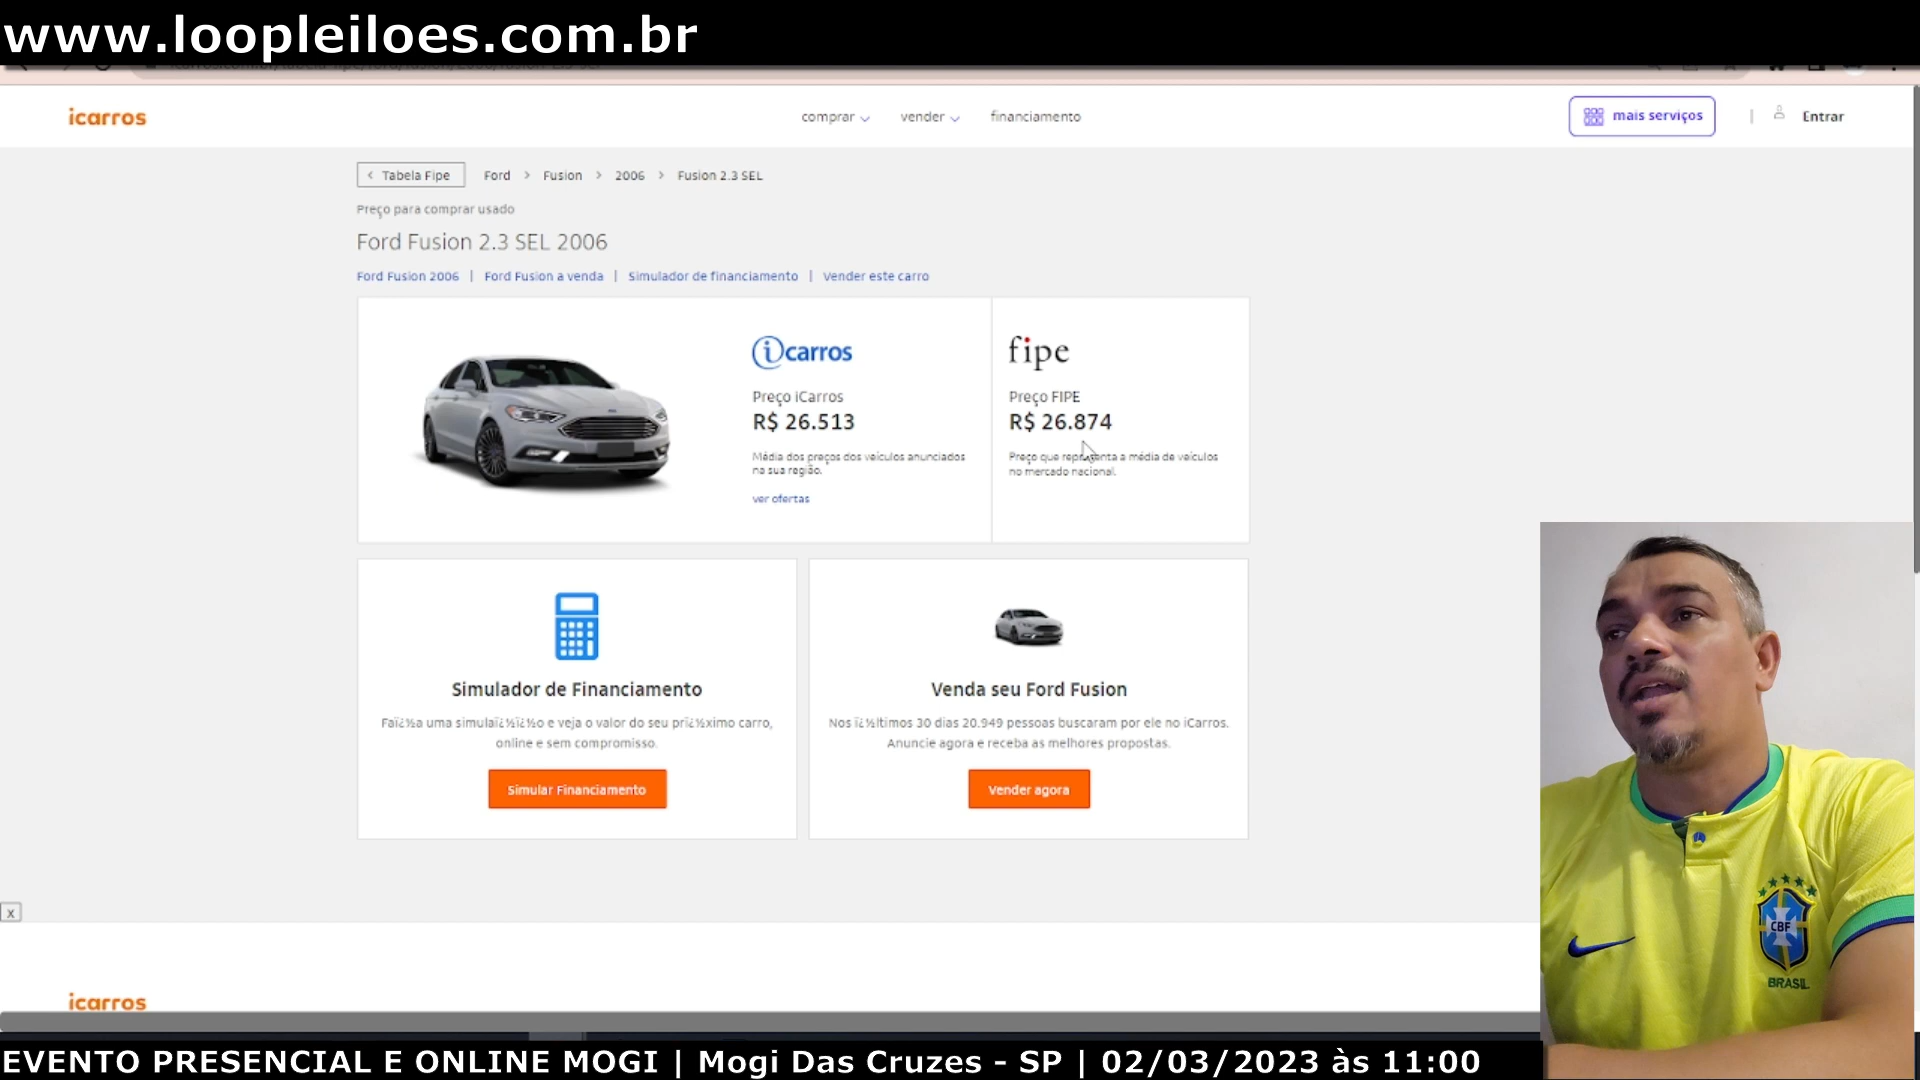 www.loopleiloes.com.br
icarros
comprar
vender
financiamento
mais serviços
| Entrar
< Tabela Fipe Ford > Fusion > 2006 > Fusion 2.3 SEL
Preço para comprar usado
Ford Fusion 2.3 SEL 2006
Ford Fusion 2006 | Ford Fusion a venda | Simulador de financiamento | Vender este carro
icarros
Preço iCarros
R$ 26.513
Média dos preços dos veículos anunciados
na sua região.
ver ofertas
fipe
Preço FIPE
R$ 26.874
Preço que representa a média de veículos
no mercado nacional.
Simulador de Financiamento
Faï¿½a uma simulaï¿½ï¿½o e veja o valor do seu prï¿½ximo carro,
online e sem compromisso.
Simular Financiamento
Venda seu Ford Fusion
Nos ï¿½ltimos 30 dias 20.949 pessoas buscaram por ele no iCarros.
Anuncie agora e receba as melhores propostas.
Vender agora
x
icarros
CBF
BRASIL
EVENTO PRESENCIAL E ONLINE MOGI | Mogi Das Cruzes - SP | 02/03/2023 às 11:00